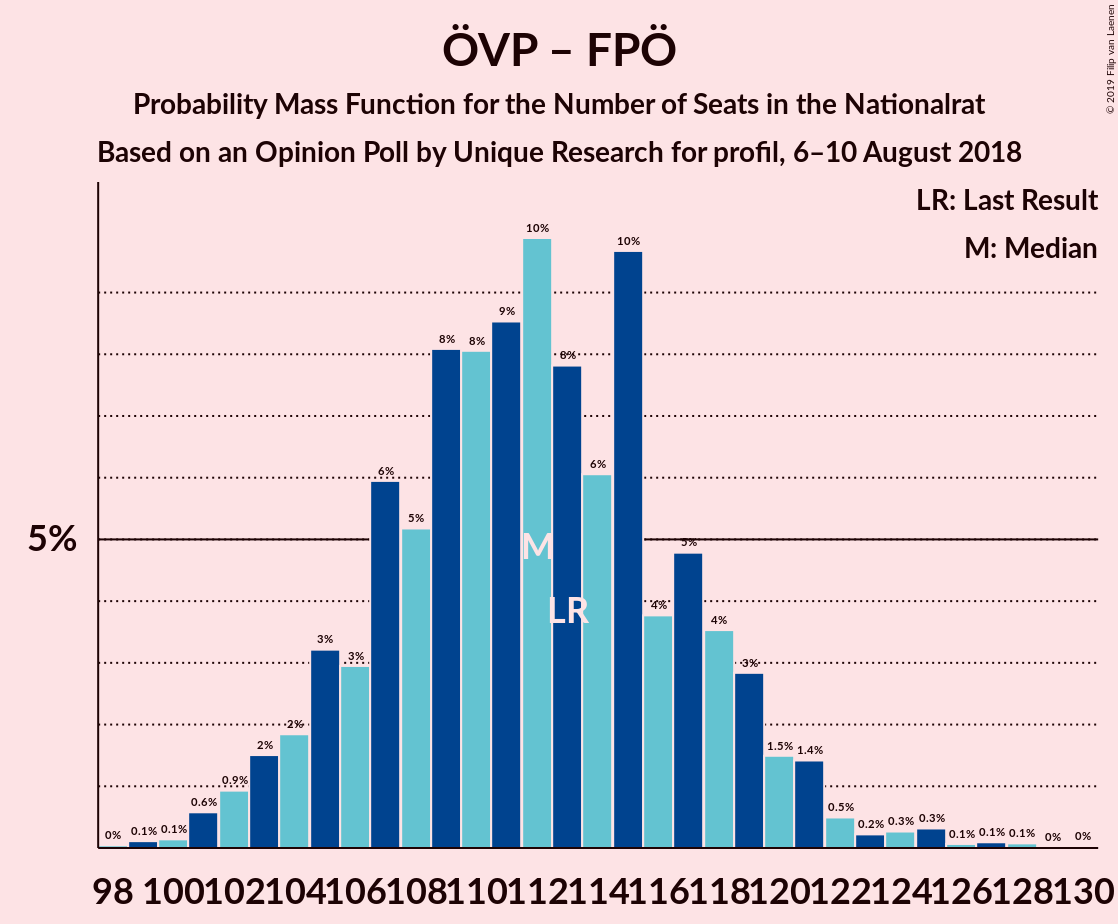 ÖVP – FPÖ
Probability Mass Function for the Number of Seats in the Nationalrat
Based on an Opinion Poll by Unique Research for profil, 6–10 August 2018
© 2019 Filip van Laenen
LR: Last Result
M: Median
5%
0% 0.1% 0.1% 0.6% 0.9% 2% 2% 3% 3% 6% 5% 8% 8% 9% 10% 8% 6% 10% 4% 5% 4% 3% 1.5% 1.4% 0.5% 0.2% 0.3% 0.3% 0.1% 0.1% 0.1% 0% 0%
M
LR
98 100 102 104 106 108 110 112 114 116 118 120 122 124 126 128 130